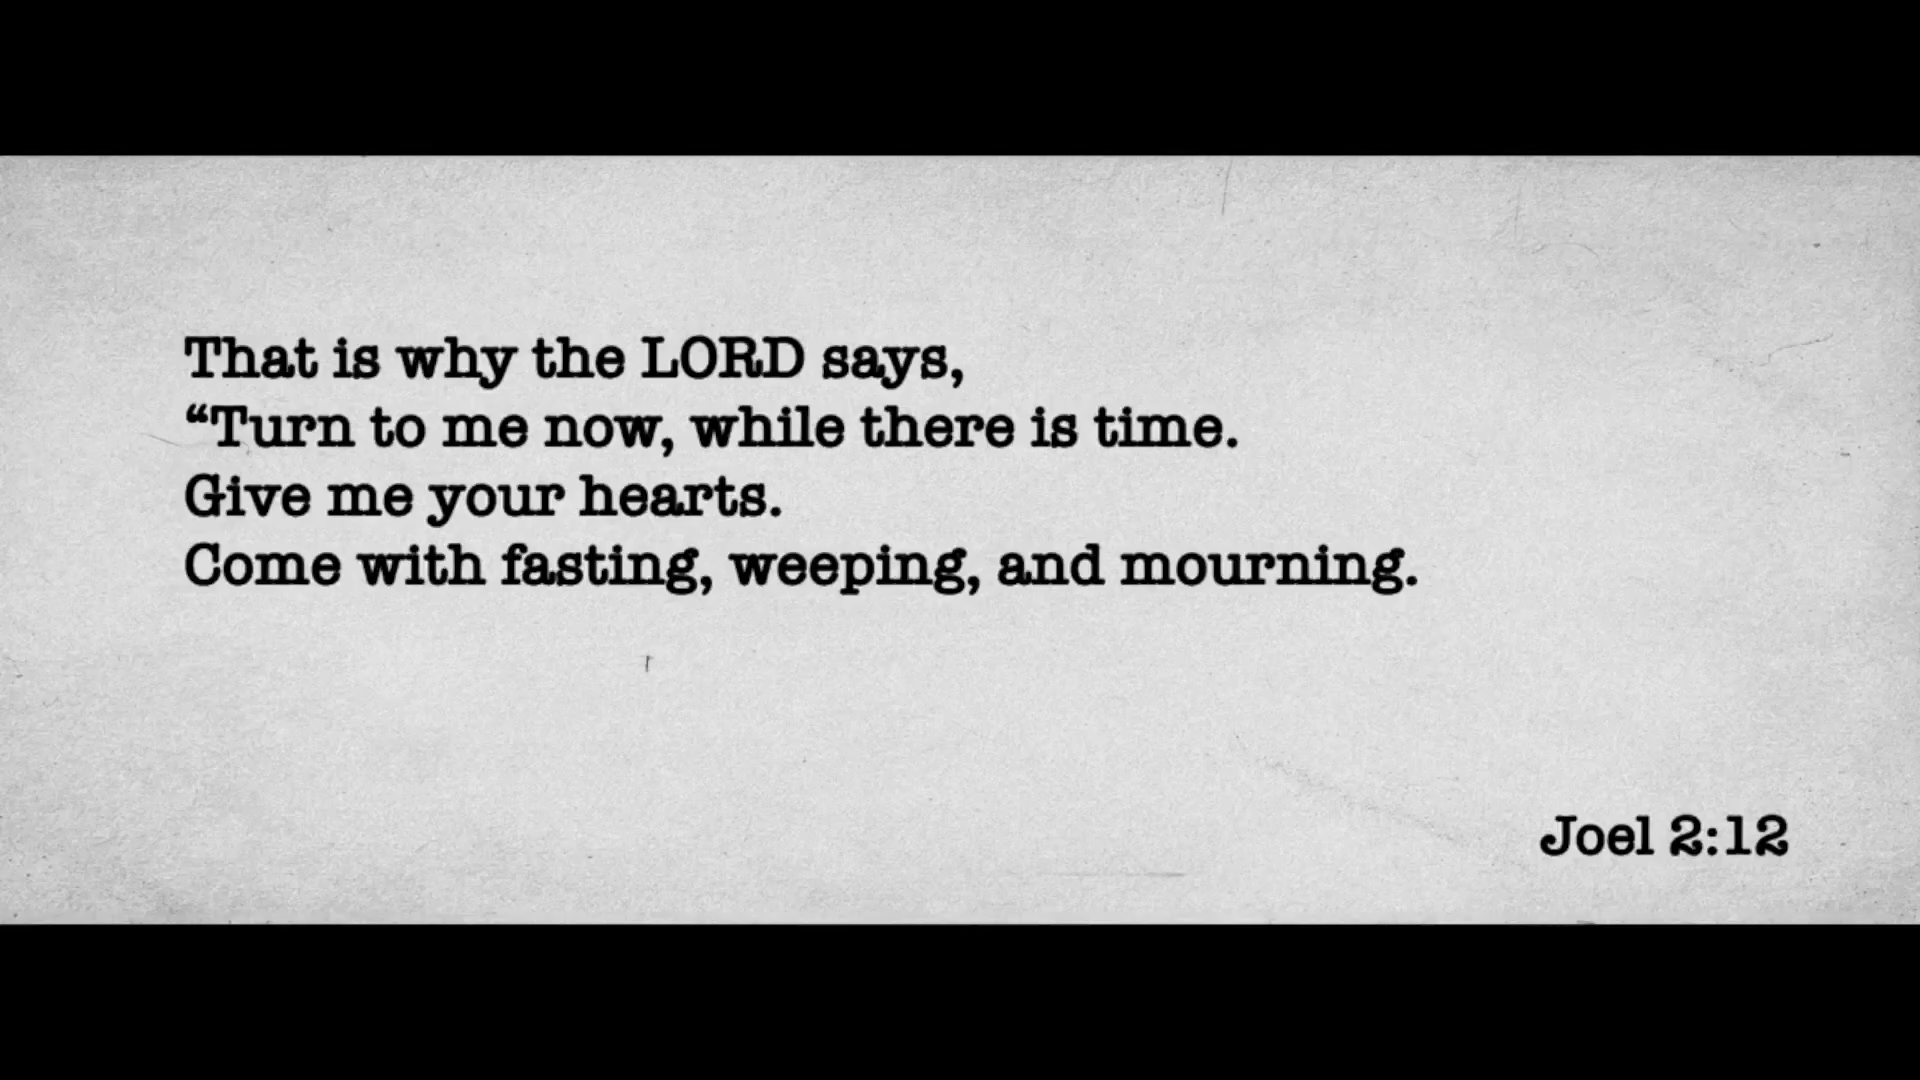 That is why the LORD says,
“Turn to me now, while there is time.
Give me your hearts.
Come with fasting, weeping, and mourning.
Joel 2:12